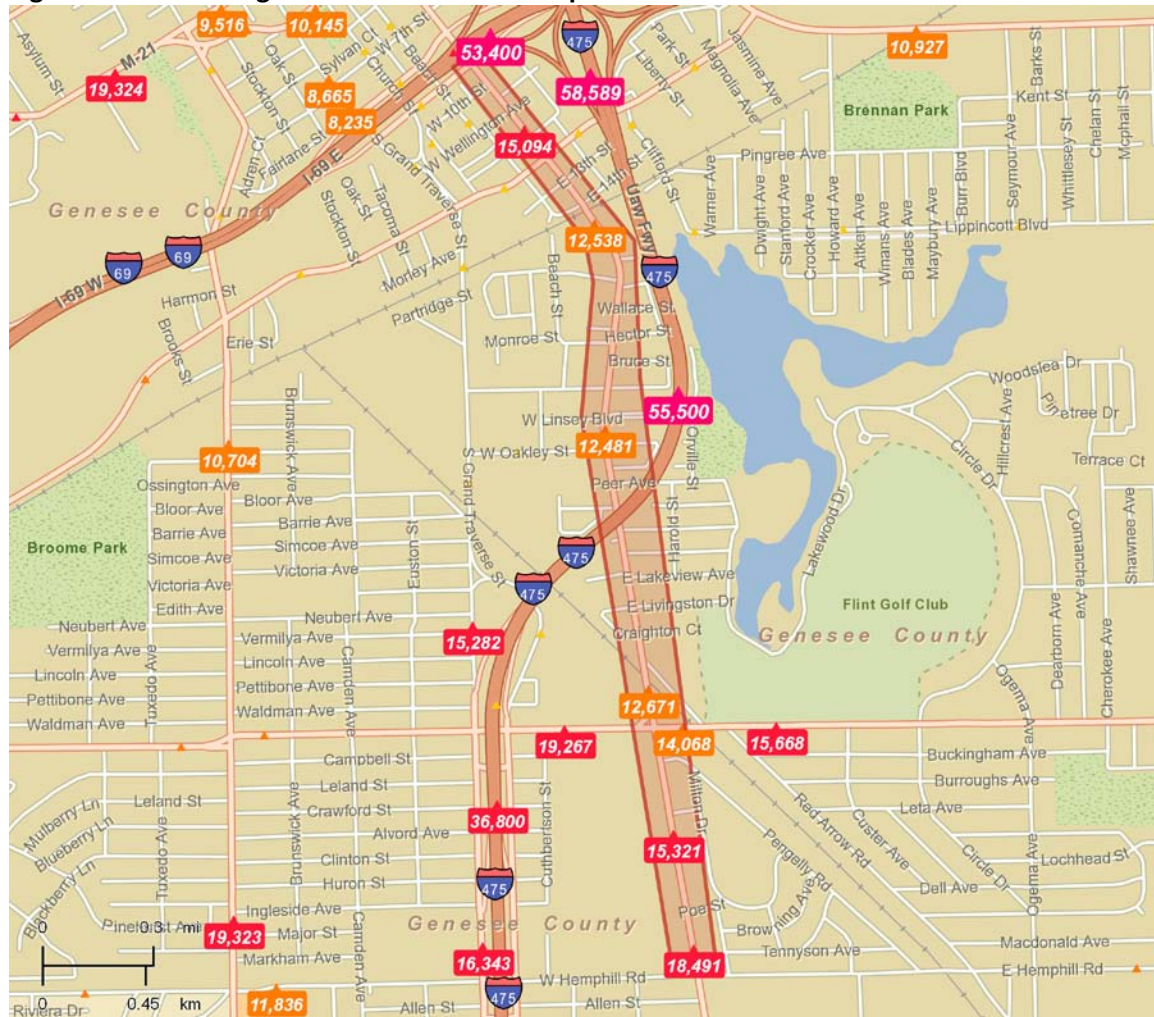 9,516
10,145
53,400
475
10,927
Asylum St
M-21
19,324
Oak St
Stockton St
Sylvan Ct
8,665
8,235
Church St
W 7th St
Beach St
W 10th St
W Wellington Ave
58,589
Park St
Liberty St
Magnolia Ave
Jasmine Ave
Brennan Park
Kent St
Barks St
Seymour Ave
Whittlesey St
Chelan St
Mcphall St
Adren Ct
Fairlane St
I-69 E
S Grand Traverse St
15,094
E 13th St
E 14th St
Uaw Fwy
Clifford St
Pingree Ave
Warner Ave
Dwight Ave
Stanford Ave
Crocker Ave
Howard Ave
Aitken Ave
Winans Ave
Blades Ave
Maybury Ave
Burr Blvd
Lippincott Blvd
Genesee County
Oak St
Stockton St
Tacoma St
12,538
69
69
I-69 W
Harmon St
Morley Ave
Partridge St
Beach St
475
Wallace St
Hector St
Bruce St
Monroe St
Brooks St
Erie St
Woodslea Dr
Pinetree Dr
Hillcrest Ave
Circle Dr
Terrace Ct
W Linsey Blvd
55,500
Orville St
12,481
W Oakley St
Peer Ave
10,704
Brunswick Ave
S Grand Traverse St
Ossington Ave
Bloor Ave
Bloor Ave
Barrie Ave
Barrie Ave
Simcoe Ave
Simcoe Ave
Victoria Ave
Victoria Ave
Edith Ave
Broome Park
Euston St
Harold St
Lakewood Dr
Comanche Ave
Shawnee Ave
475
475
E Lakeview Ave
E Livingston Dr
Craighton Ct
Flint Golf Club
Genesee County
Dearborn Ave
Cherokee Ave
Ogema Ave
Neubert Ave
Neubert Ave
Vermilya Ave
Vermilya Ave
Lincoln Ave
Lincoln Ave
Pettibone Ave
Pettibone Ave
Waldman Ave
Waldman Ave
Tuxedo Ave
Camden Ave
15,282
12,671
19,267
14,068
15,668
Campbell St
Buckingham Ave
Burroughs Ave
Leland St
Leland St
Crawford St
Alvord Ave
Clinton St
Huron St
Mulberry Ln
Blueberry Ln
Blackberry Ln
Tuxedo Ave
Brunswick Ave
36,800
Cuthbertson St
Milton Dr
15,321
Pengelly Rd
Red Arrow Rd
Custer Ave
Leta Ave
Circle Dr
Lochhead St
Dell Ave
Ogema Ave
475
Ingleside Ave
Genesee County
Poe St
Browning Ave
Pinehurst Ave
Major St
Markham Ave
Camden Ave
19,323
Tennyson Ave
Macdonald Ave
16,343
18,491
W Hemphill Rd
E Hemphill Rd
0 0.3 mi
0 0.45 km
475
Riviera Dr
11,836
Allen St
Allen St